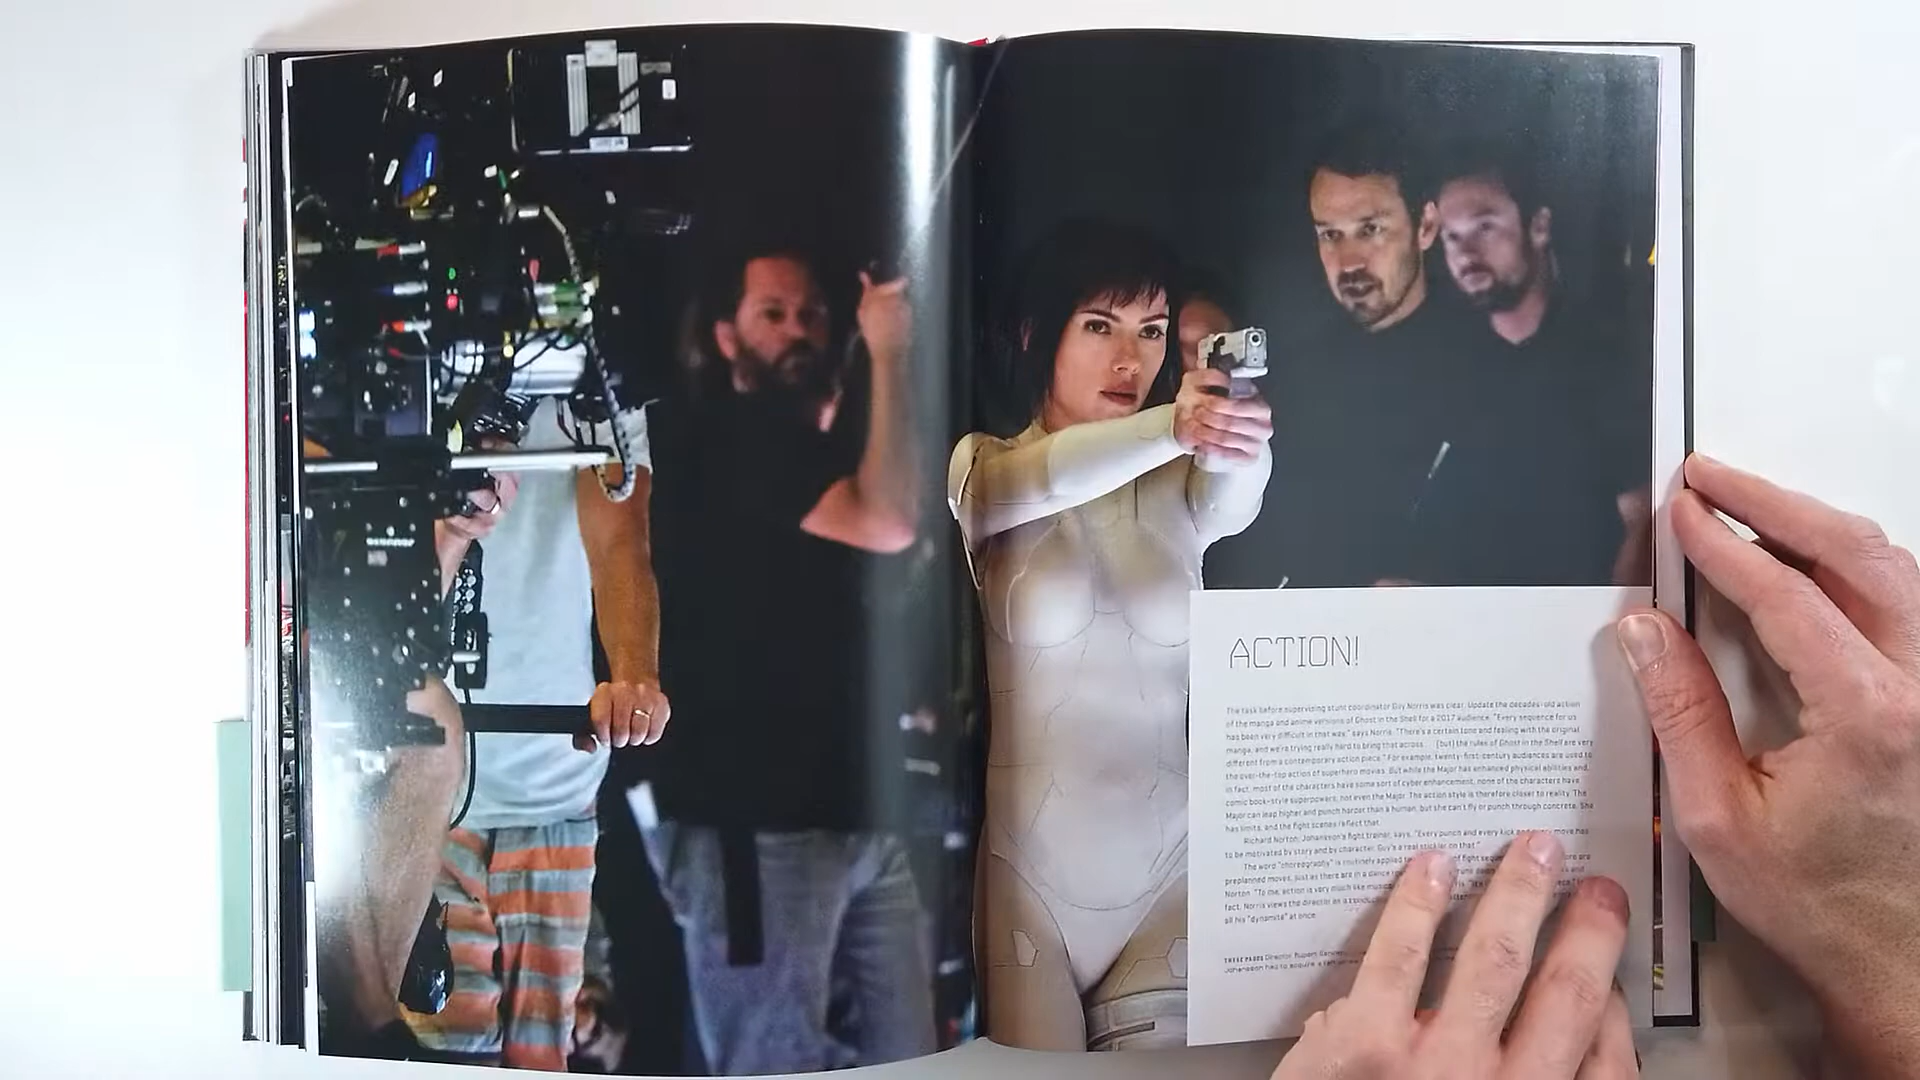 ACTION!
The task before supervising stunt coordinator Guy Norris was clear: Update the decades-old action
of the manga and anime versions of Ghost in the Shell for a 2017 audience. "Every sequence for us
has been very difficult in that way," says Norris. "There's a certain tone and feeling with the original
manga, and we're trying really hard to bring that across . . . [but] the rules of Ghost in the Shell are very
different from a contemporary action piece." For example, twenty-first-century audiences are used to
the over-the-top action of superhero movies. But while the Major has enhanced physical abilities and,
in fact, most of the characters have some sort of cyber enhancement, none of the characters have
comic book-style superpowers, not even the Major. The action style is therefore closer to reality. The
Major can leap higher and punch harder than a human, but she can't fly or punch through concrete. She
has limits, and the fight scenes reflect that.
Richard Norton, Johansson's fight trainer, says, "Every punch and every kick and every move has
to be motivated by story and by character. Guy's a real stickler on that."
The word "choreography" is routinely applied to of fight are
preplanned moves, just as there are in a dance and
Norton. "To me, action is very much like music.
fact, Norris views the director as a
all his "dynamite" at once.
THESE PAGES Director Rupert
Johansson had to acquire a